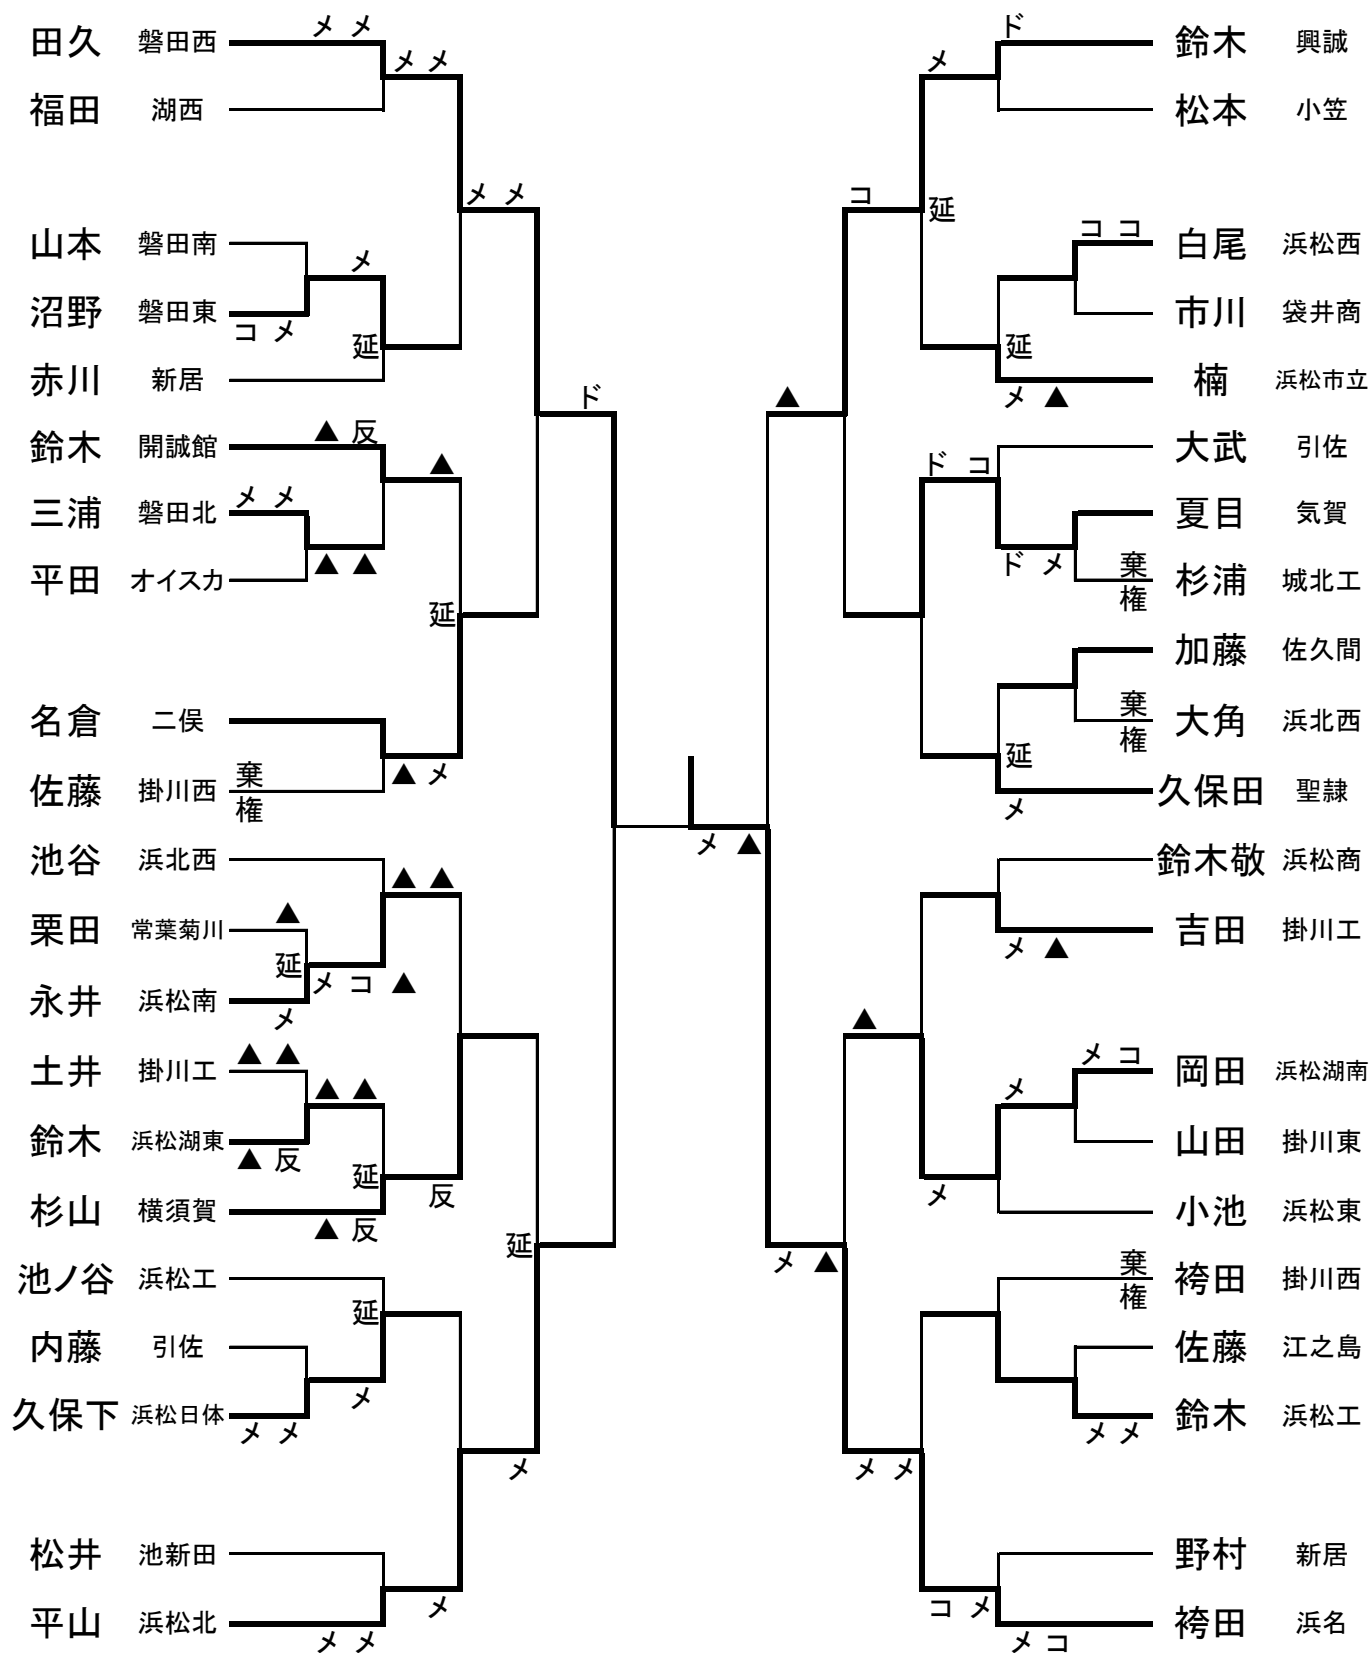 メ メ
田久 磐田西
メ メ
福田 湖西
メ メ
山本 磐田南
メ
沼野 磐田東
コ メ
延
赤川 新居
ド
▲ 反
鈴木 開誠館
▲
メ メ
三浦 磐田北
▲ ▲
平田 オイスカ
延
名倉 二俣
▲ メ
佐藤 掛川西 棄権
池谷 浜北西
▲ ▲
▲
栗田 常葉菊川
延
メ コ ▲
永井 浜松南
メ
▲ ▲
土井 掛川工
▲ ▲
鈴木 浜松湖東
▲ 反
延
反
杉山 横須賀
▲ 反
延
池ノ谷 浜松工
延
内藤 引佐
メ
久保下 浜松日体
メ メ
メ
松井 池新田
メ
平山 浜松北
メ メ
ド
鈴木 興誠
メ
松本 小笠
コ
延
コ コ
白尾 浜松西
市川 袋井商
延
楠 浜松市立
メ ▲
▲
大武 引佐
ド コ
夏目 気賀
ド メ
棄権 杉浦 城北工
加藤 佐久間
棄権 大角 浜北西
延
久保田 聖隷
メ
メ ▲
鈴木敬 浜松商
吉田 掛川工
メ ▲
▲
メ コ
岡田 浜松湖南
メ
山田 掛川東
メ
小池 浜松東
メ ▲
棄権 袴田 掛川西
佐藤 江之島
鈴木 浜松工
メ メ
メ メ
野村 新居
コ メ
袴田 浜名
メ コ